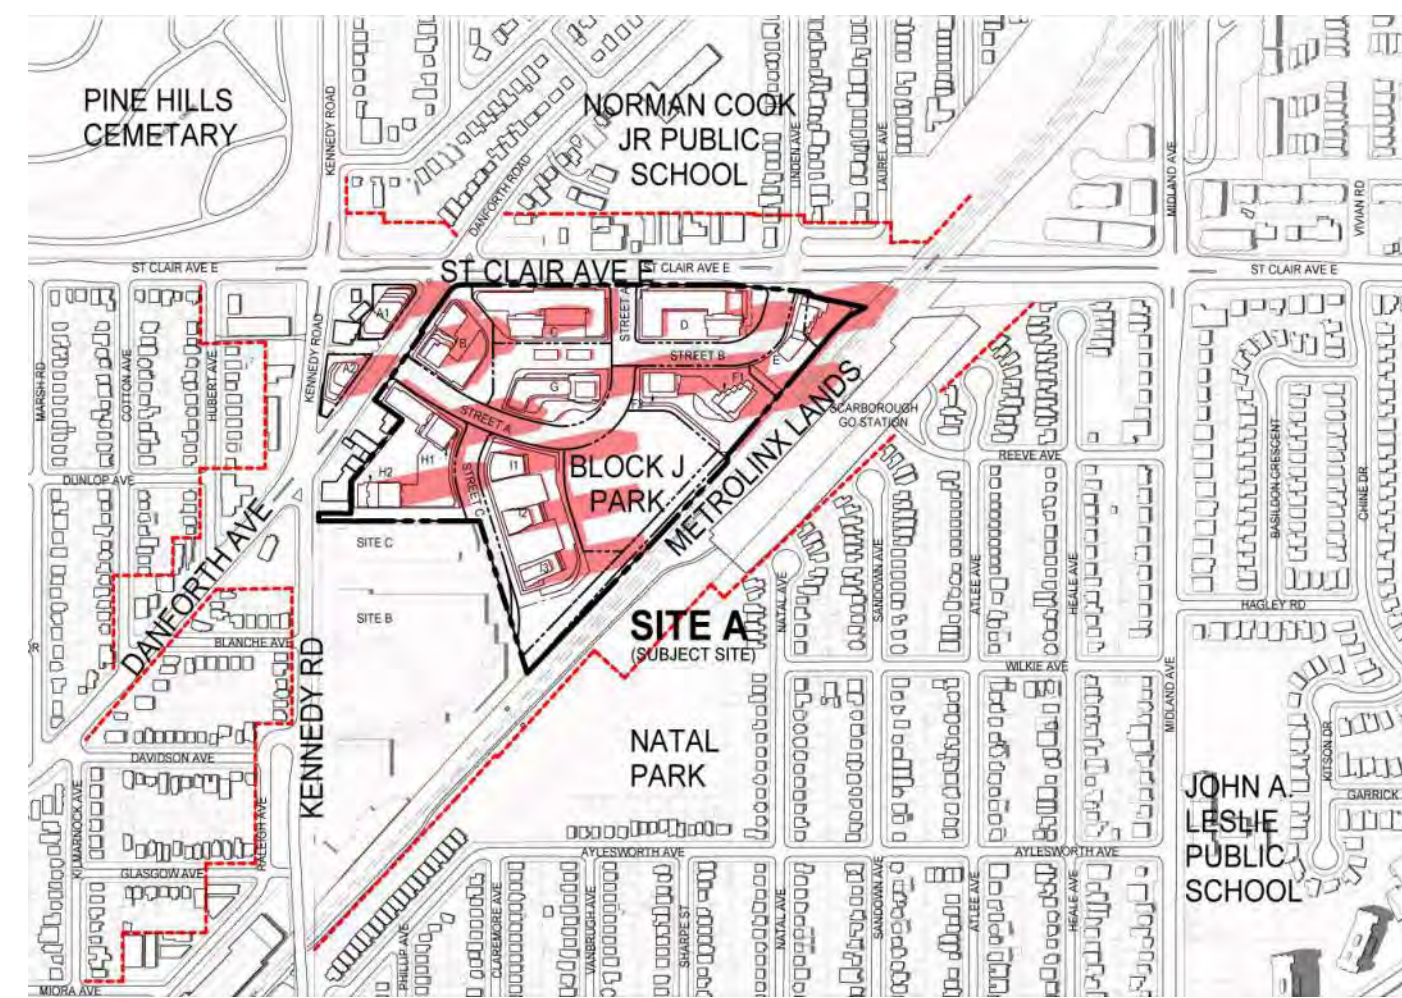 PINE HILLS
CEMETARY
KENNEDY ROAD
NORMAN COOK
JR PUBLIC
SCHOOL
DANFORTH ROAD
LINDEN AVE
LAUREL AVE
MIDLAND AVE
VIVIAN RD
KENNEDY ROAD
ST CLAIR AVE E
ST CLAIR AVE E
ST CLAIR AVE E
ST CLAIR AVE E
A1
A2
B
C
STREET A
D
E
STREET B
G
F1
F2
KENNEDY ROAD
MARSH RD
COTTON AVE
HUBERT AVE
DUNLOP AVE
STREET A
H1
H2
STREET C
I1
I2
I3
BLOCK J
PARK
METROLINX LANDS
SCARBOROUGH
GO STATION
REEVE AVE
BASILDON CRESCENT
CHINE DR
DANFORTH AVE
SITE C
SITE B
SITE A
(SUBJECT SITE)
NATAL AVE
SANDOWN AVE
ATLEE AVE
HEALE AVE
HAGLEY RD
BLANCHE AVE
KENNEDY RD
WILKIE AVE
MIDLAND AVE
KITSON DR
NATAL
PARK
DAVIDSON AVE
KILMARNOCK AVE
RALEIGH AVE
GLASGOW AVE
JOHN A.
LESLIE
PUBLIC
SCHOOL
GARRICK
AYLESWORTH AVE
AYLESWORTH AVE
PHILLIP AVE
CLAREMORE AVE
VANBRUGH AVE
SHARPE ST
NATAL AVE
SANDOWN AVE
ATLEE AVE
HEALE AVE
MIDRA AVE